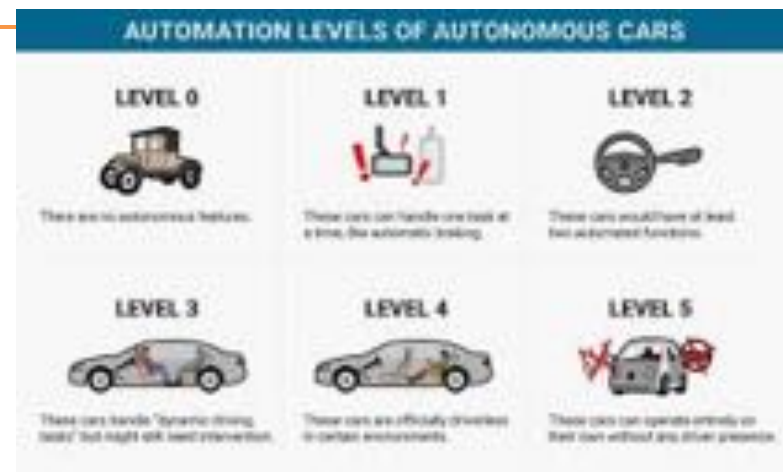 AUTOMATION LEVELS OF AUTONOMOUS CARS
LEVEL 0
There are no autonomous features.
LEVEL 1
These cars can handle one task at
a time, like automatic braking.
LEVEL 2
These cars would have at least
two automated functions.
LEVEL 3
These cars handle "dynamic driving
tasks" but might still need intervention.
LEVEL 4
These cars are officially driverless
in certain environments.
LEVEL 5
These cars can operate entirely on
their own without any driver presence.